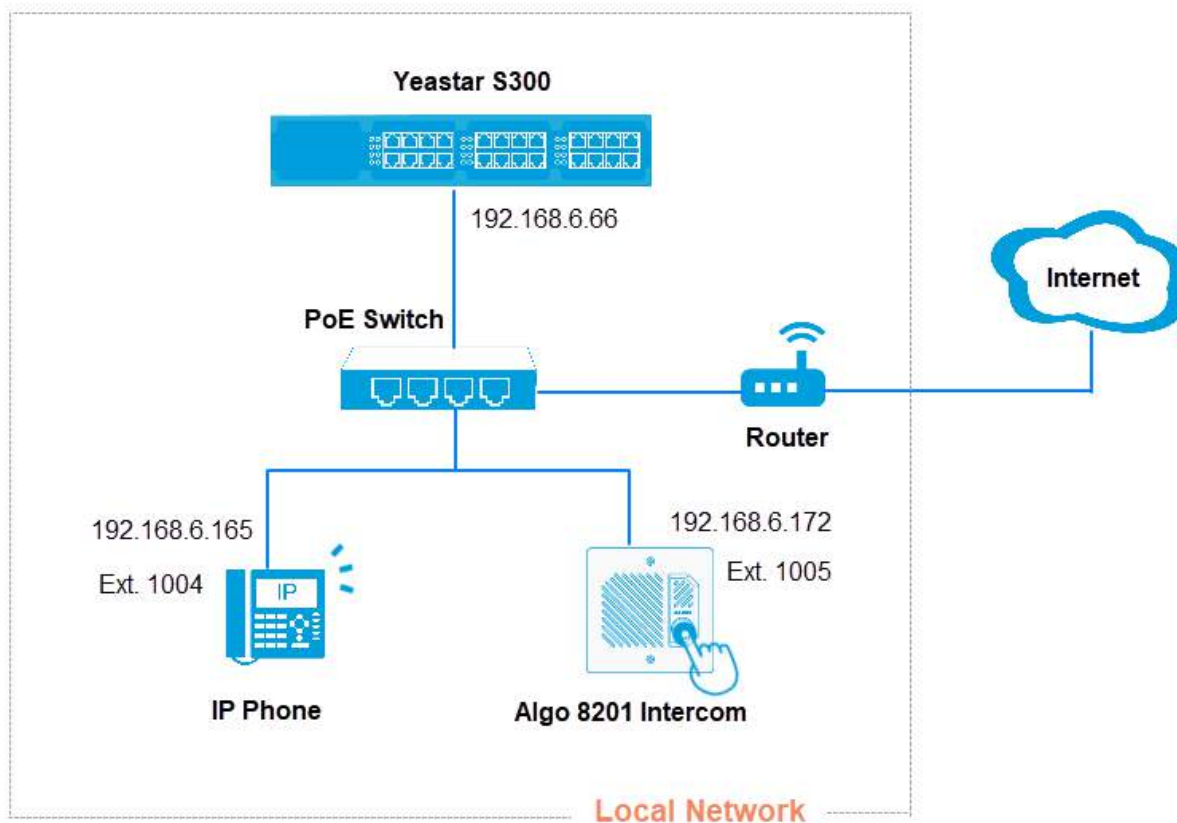 Yeastar S300
192.168.6.66
Internet
PoE Switch
Router
192.168.6.165
Ext. 1004
IP
IP Phone
192.168.6.172
Ext. 1005
Algo 8201 Intercom
Local Network